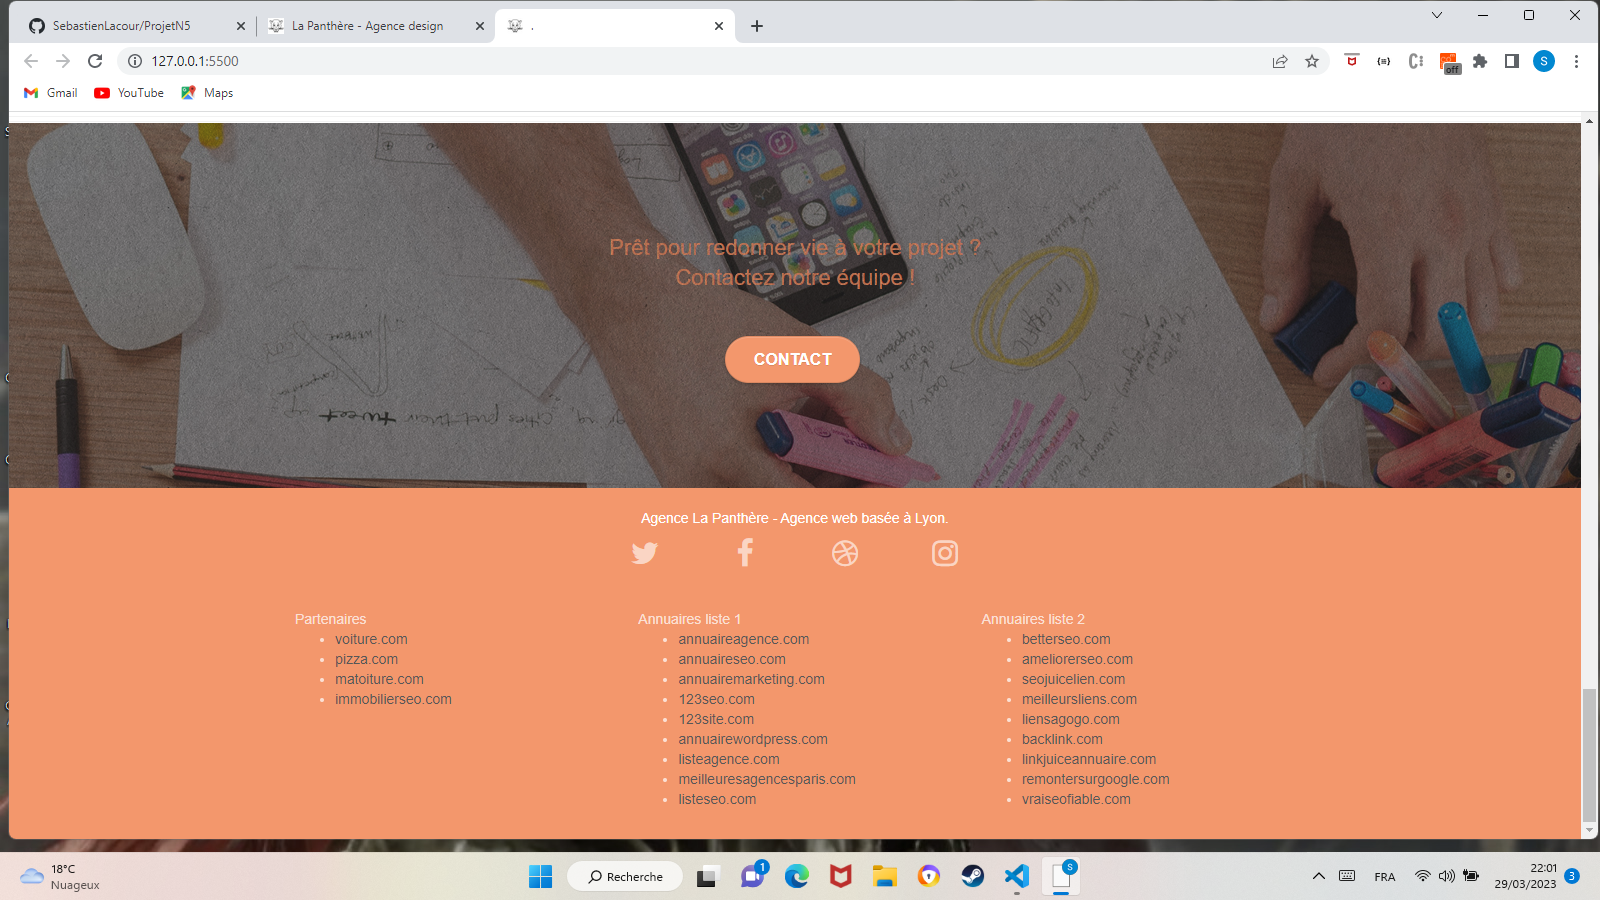 SebastienLacour/ProjetN5
La Panthère - Agence design
.
127.0.0.1:5500
off
S
Gmail
YouTube
Maps
Prêt pour redonner vie à votre projet ?
Contactez notre équipe !
CONTACT
tweet
Agence La Panthère - Agence web basée à Lyon.
Partenaires
voiture.com
pizza.com
matoiture.com
immobilierseo.com
Annuaires liste 1
annuaireagence.com
annuaireseo.com
annuairemarketing.com
123seo.com
123site.com
annuairewordpress.com
listeagence.com
meilleuresagencesparis.com
listeseo.com
Annuaires liste 2
betterseo.com
ameliorerseo.com
seojuicelien.com
meilleursliens.com
liensagogo.com
backlink.com
linkjuiceannuaire.com
remontersurgoogle.com
vraiseofiable.com
18°C
Nuageux
Recherche
1
S
FRA
22:01
29/03/2023
3